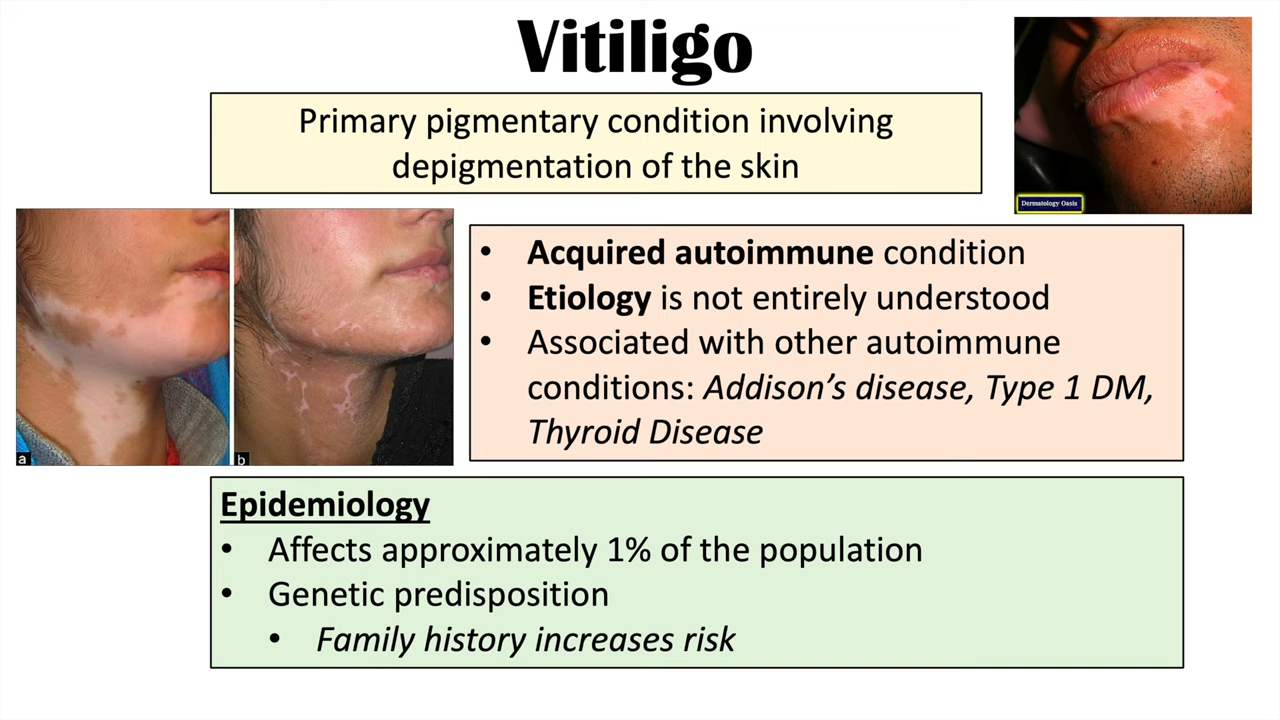 Vitiligo
Primary pigmentary condition involving
depigmentation of the skin
Dermatology Oasis
a
b
• Acquired autoimmune condition
• Etiology is not entirely understood
• Associated with other autoimmune
conditions: Addison’s disease, Type 1 DM,
Thyroid Disease
Epidemiology
• Affects approximately 1% of the population
• Genetic predisposition
• Family history increases risk